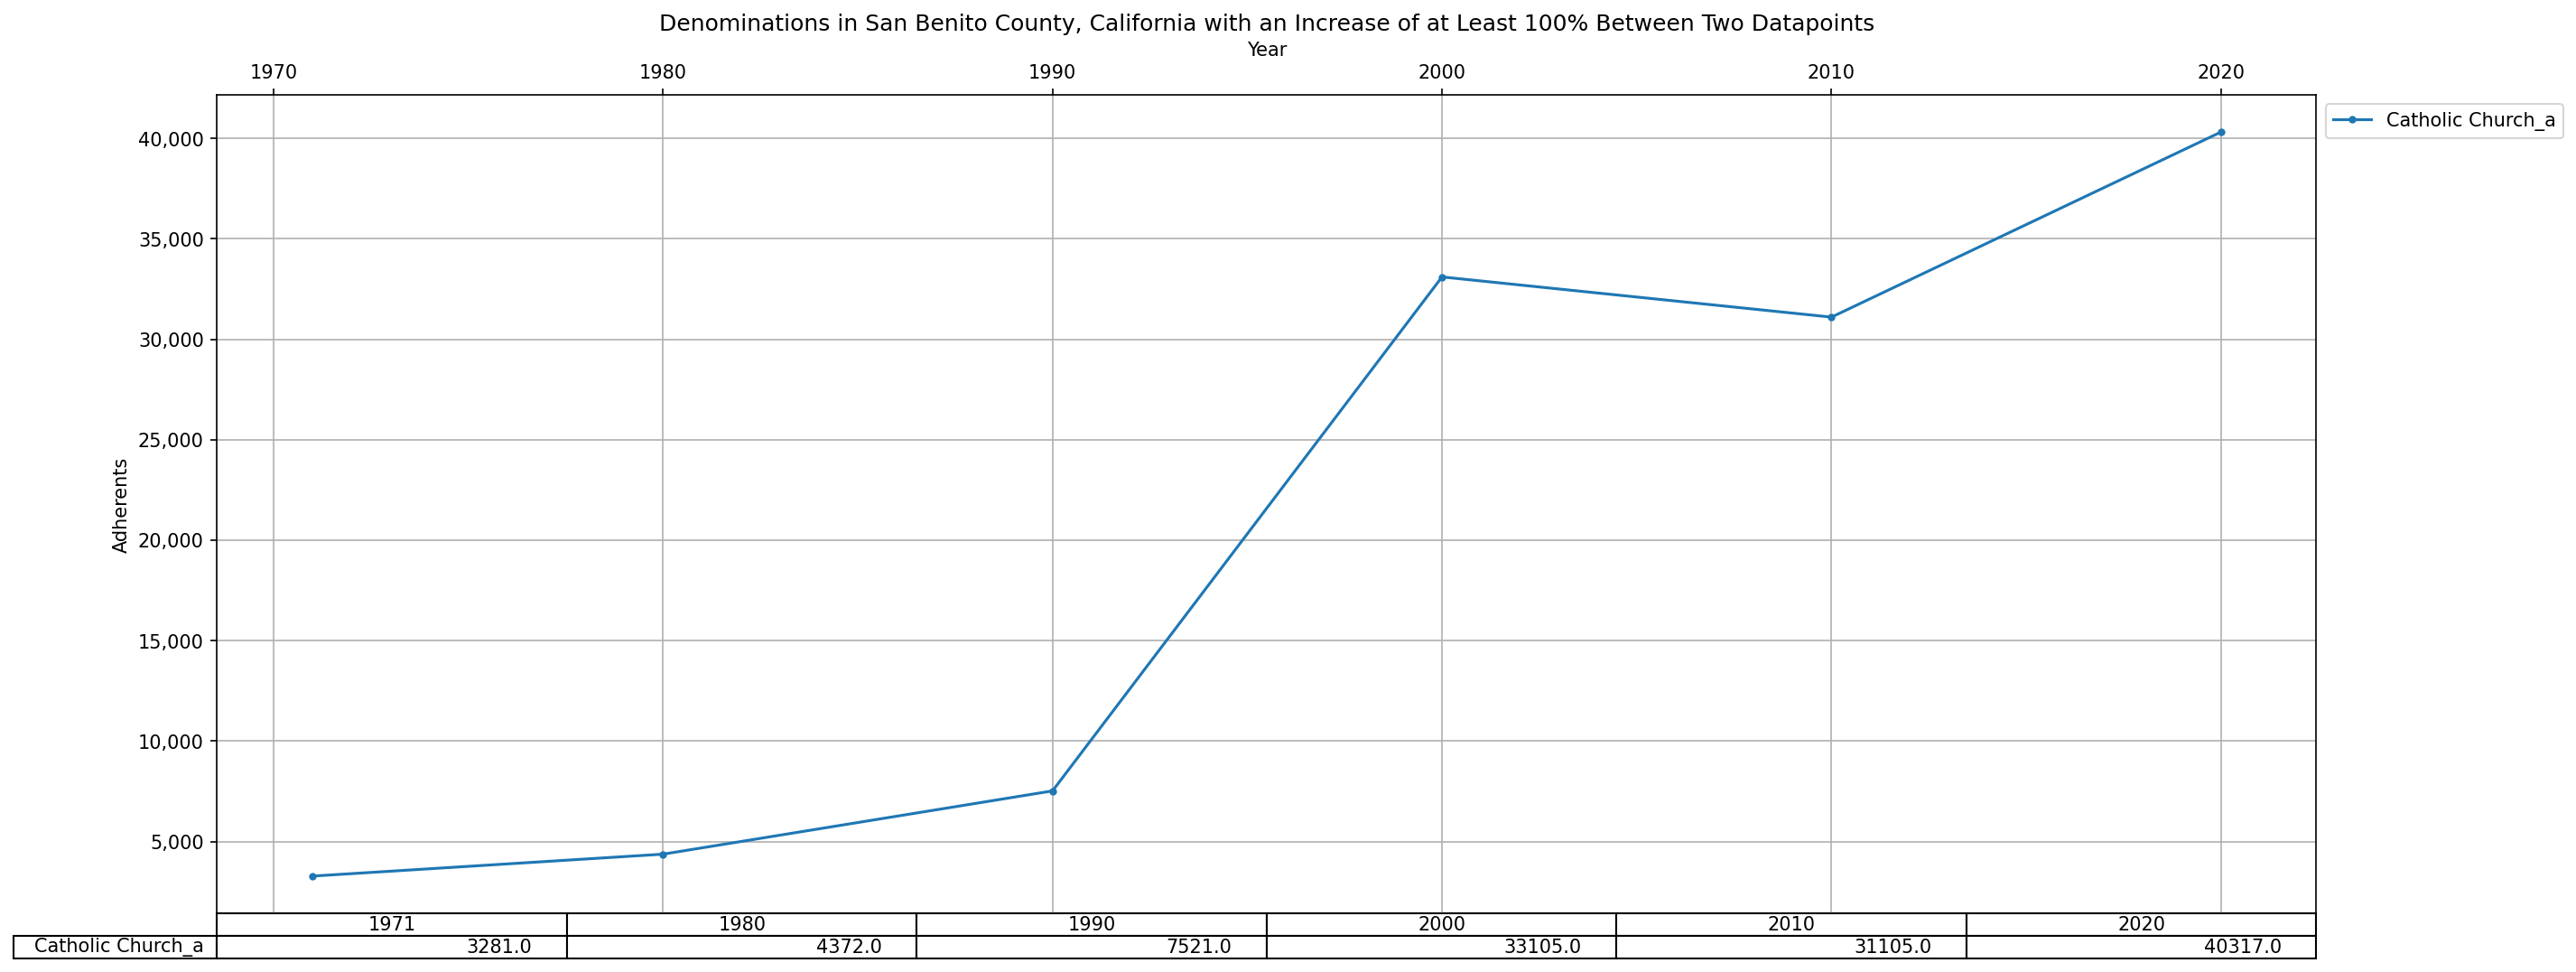 Denominations in San Benito County, California with an Increase of at Least 100% Between Two Datapoints
Year
1970 1980 1990 2000 2010 2020
Catholic Church_a
40,000
35,000
30,000
25,000
20,000
15,000
10,000
5,000
Adherents
1971 1980 1990 2000 2010 2020
Catholic Church_a 3281.0 4372.0 7521.0 33105.0 31105.0 40317.0